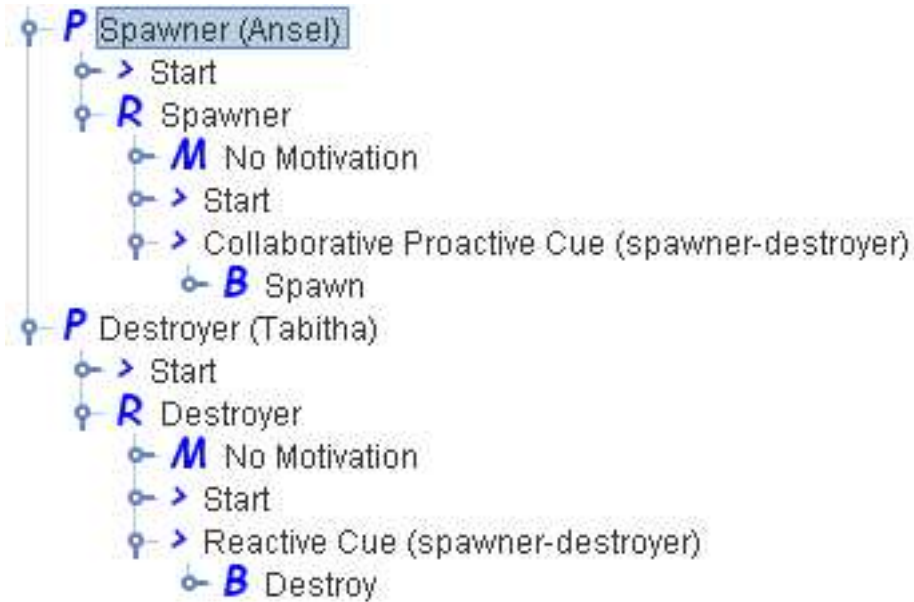 P Spawner (Ansel)
> Start
R Spawner
M No Motivation
> Start
> Collaborative Proactive Cue (spawner-destroyer)
B Spawn
P Destroyer (Tabitha)
> Start
R Destroyer
M No Motivation
> Start
> Reactive Cue (spawner-destroyer)
B Destroy